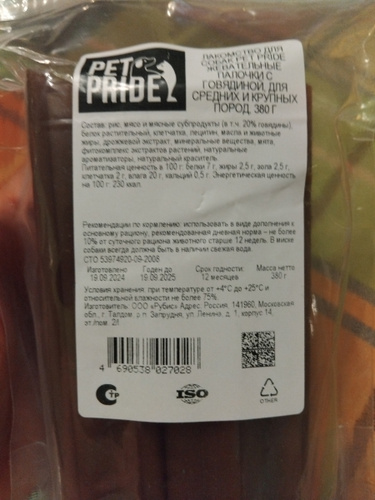 PET PRIDE
ЛАКОМСТВО ДЛЯ
СОБАК PET PRIDE
ЖЕВАТЕЛЬНЫЕ
ПАЛОЧКИ С
ГОВЯДИНОЙ, ДЛЯ
СРЕДНИХ И КРУПНЫХ
ПОРОД, 380 Г
Состав: рис, мясо и мясные субпродукты (в т.ч. 20% говядины),
белок растительный, клетчатка, лецитин, масла и животные
жиры, дрожжевой экстракт, минеральные вещества, мята,
фитокомплекс экстрактов растений, натуральные
ароматизаторы, натуральный краситель.
Питательная ценность в 100 г: белки 7 г, жиры 2,5 г, зола 2,5 г,
клетчатка 2 г, влага 20 г, кальций 0,5 г. Энергетическая ценность
на 100 г: 230 ккал.
Рекомендации по кормлению: использовать в виде дополнения к
основному рациону, рекомендованная дневная норма – не более
10% от суточного рациона животного старше 12 недель. В миске
собаки всегда должна быть в наличии свежая вода.
СТО 53974920-09-2008
Изготовлено Годен до Срок годности Масса нетто
19.09.2024 19.09.2025 12 месяцев 380 г
Условия хранения: при температуре от +4°С до +25°С и
относительной влажности не более 75%.
Изготовитель: ООО «Рубис» Адрес: Россия, 141960, Московская
обл., г. Талдом, р.п. Запрудня, ул. Ленина, д. 1, корпус 14,
эт./пом. 2/I
4 690538 027028
СТР
ISO
OTHER